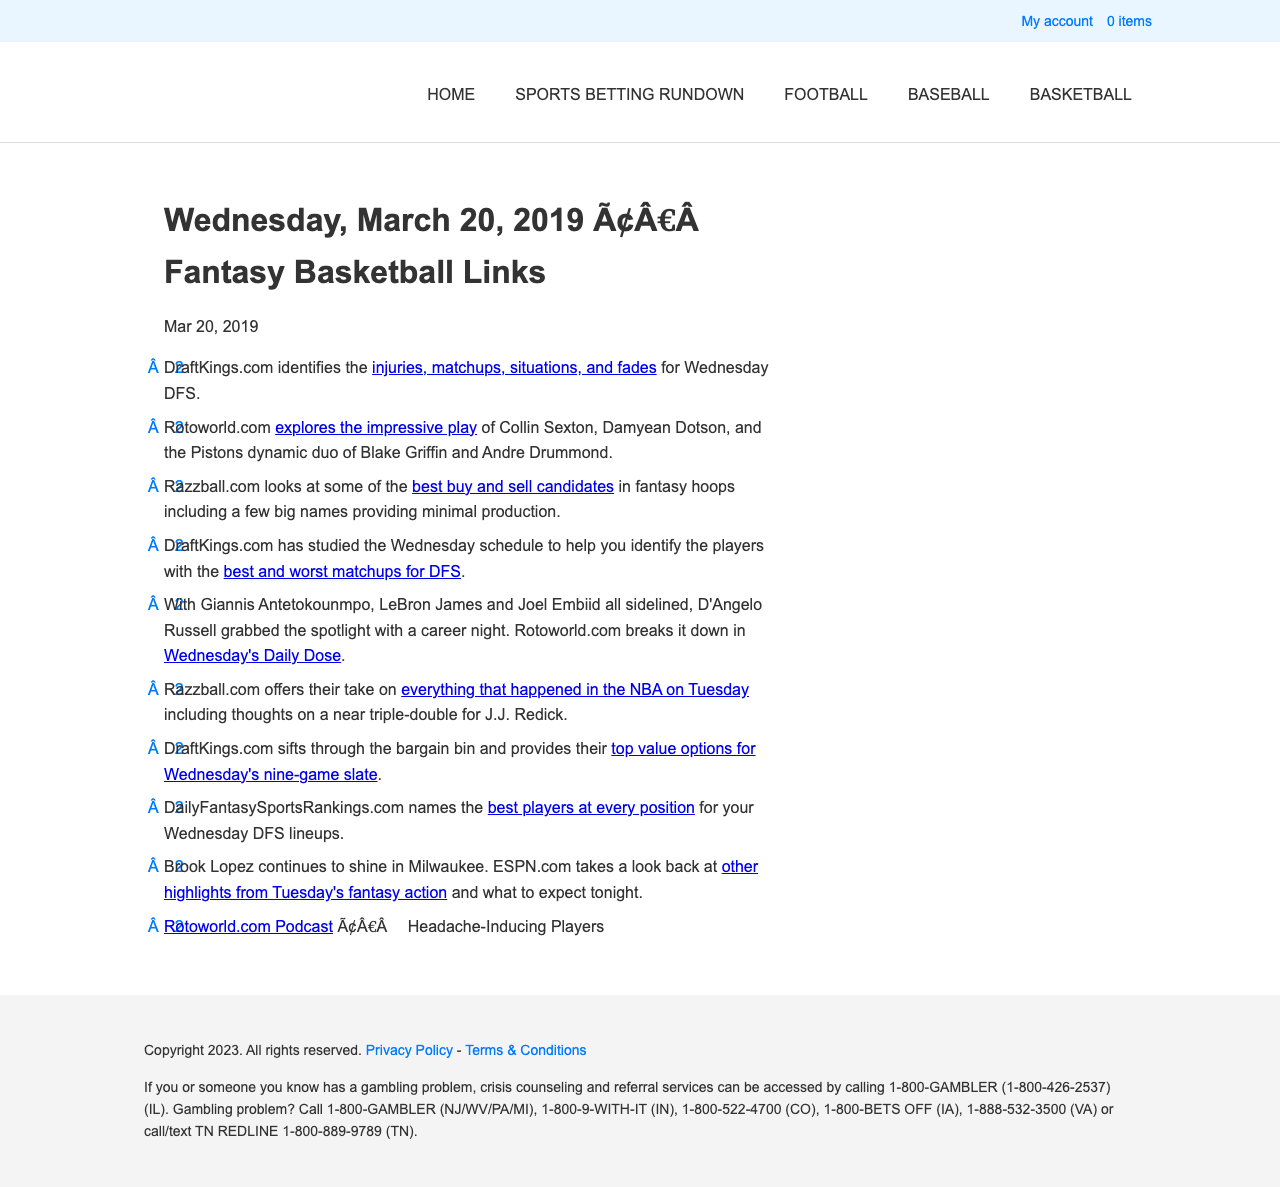 My account 0 items
HOME SPORTS BETTING RUNDOWN FOOTBALL BASEBALL BASKETBALL
Wednesday, March 20, 2019 Ã¢Â€Â
Fantasy Basketball Links
Mar 20, 2019
DraftKings.com identifies the injuries, matchups, situations, and fades for Wednesday
DFS.
Rotoworld.com explores the impressive play of Collin Sexton, Damyean Dotson, and
the Pistons dynamic duo of Blake Griffin and Andre Drummond.
Razzball.com looks at some of the best buy and sell candidates in fantasy hoops
including a few big names providing minimal production.
DraftKings.com has studied the Wednesday schedule to help you identify the players
with the best and worst matchups for DFS.
With Giannis Antetokounmpo, LeBron James and Joel Embiid all sidelined, D'Angelo
Russell grabbed the spotlight with a career night. Rotoworld.com breaks it down in
Wednesday's Daily Dose.
Razzball.com offers their take on everything that happened in the NBA on Tuesday
including thoughts on a near triple-double for J.J. Redick.
DraftKings.com sifts through the bargain bin and provides their top value options for
Wednesday's nine-game slate.
DailyFantasySportsRankings.com names the best players at every position for your
Wednesday DFS lineups.
Brook Lopez continues to shine in Milwaukee. ESPN.com takes a look back at other
highlights from Tuesday's fantasy action and what to expect tonight.
Rotoworld.com Podcast Ã¢Â€Â Headache-Inducing Players
Copyright 2023. All rights reserved. Privacy Policy - Terms & Conditions
If you or someone you know has a gambling problem, crisis counseling and referral services can be accessed by calling 1-800-GAMBLER (1-800-426-2537)
(IL). Gambling problem? Call 1-800-GAMBLER (NJ/WV/PA/MI), 1-800-9-WITH-IT (IN), 1-800-522-4700 (CO), 1-800-BETS OFF (IA), 1-888-532-3500 (VA) or
call/text TN REDLINE 1-800-889-9789 (TN).